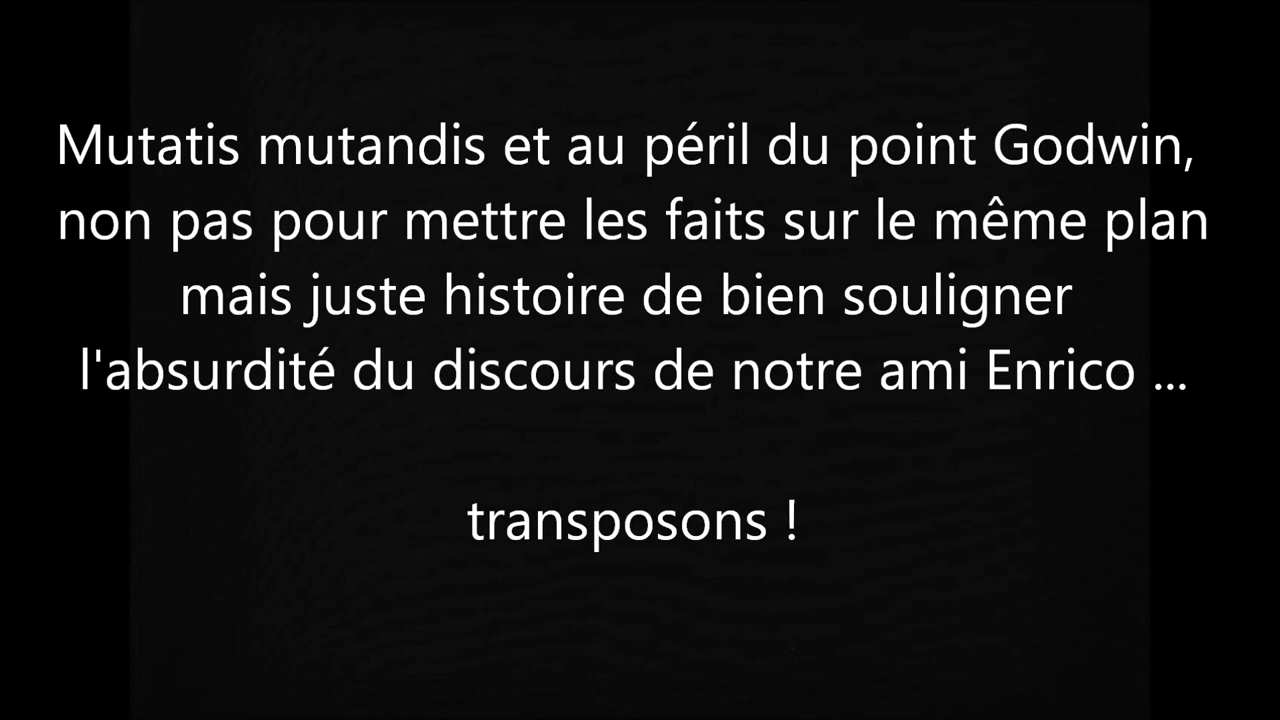 Mutatis mutandis et au péril du point Godwin,
non pas pour mettre les faits sur le même plan
mais juste histoire de bien souligner
l'absurdité du discours de notre ami Enrico ...
transposons !